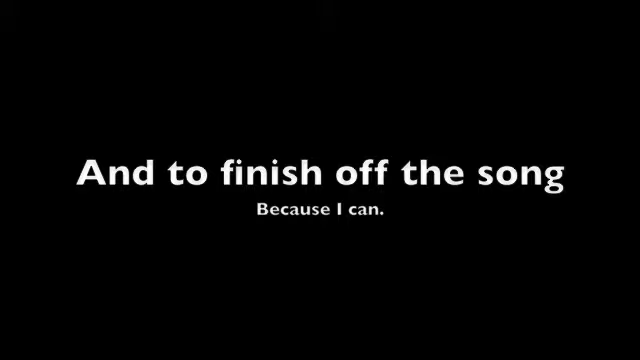 And to finish off the song
Because I can.